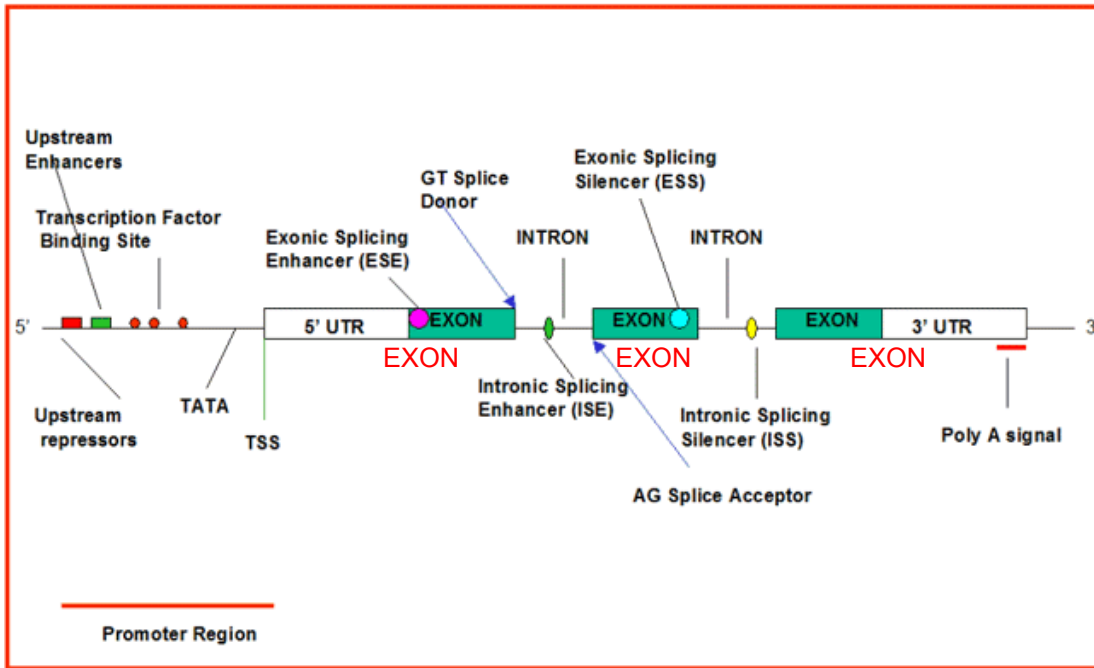 Upstream
Enhancers
Transcription Factor
Binding Site
Exonic Splicing
Enhancer (ESE)
GT Splice
Donor
INTRON
Exonic Splicing
Silencer (ESS)
INTRON
5'
5' UTR
EXON
EXON
EXON
3' UTR
3
EXON
EXON
EXON
Upstream
repressors
TATA
TSS
Intronic Splicing
Enhancer (ISE)
Intronic Splicing
Silencer (ISS)
Poly A signal
AG Splice Acceptor
Promoter Region